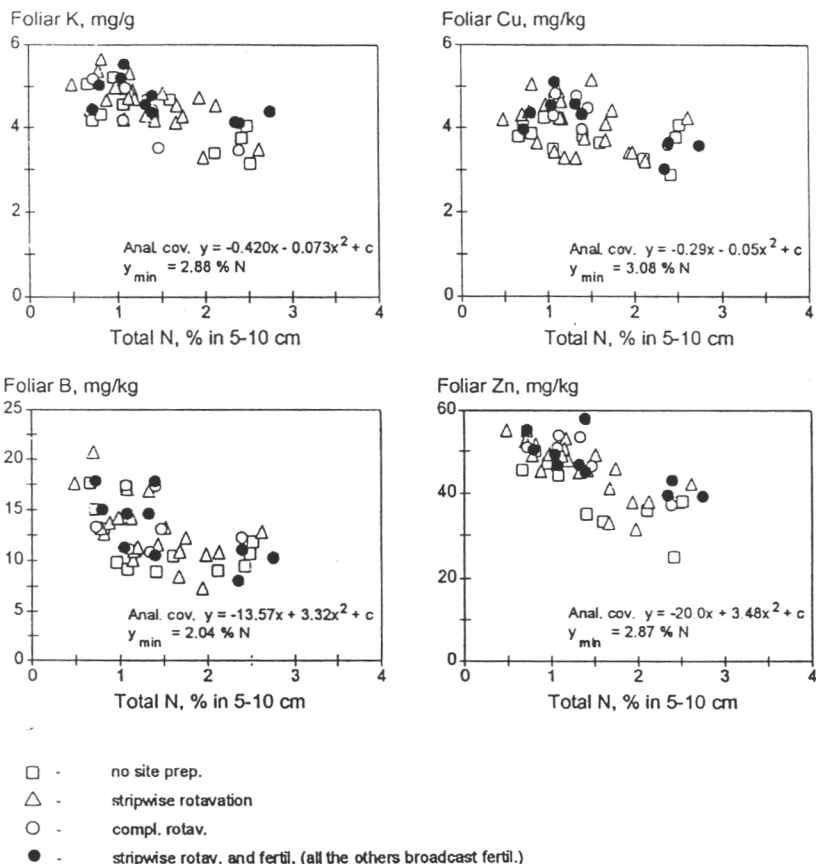 Foliar K, mg/g
6
4
2
0
0 1 2 3 4
Anal. cov. y = -0.420x - 0.073x² + c
y min = 2.88 % N
Total N, % in 5-10 cm
Foliar Cu, mg/kg
6
4
2
0
0 1 2 3 4
Anal. cov. y = -0.29x - 0.05x² + c
y min = 3.08 % N
Total N, % in 5-10 cm
Foliar B, mg/kg
25
20
15
10
5
0
0 1 2 3 4
Anal. cov. y = -13.57x + 3.32x² + c
y min = 2.04 % N
Total N, % in 5-10 cm
Foliar Zn, mg/kg
60
40
20
0
0 1 2 3 4
Anal. cov. y = -20.0x + 3.48x² + c
y min = 2.87 % N
Total N, % in 5-10 cm
□ - no site prep.
△ - stripwise rotavation
○ - compl. rotav.
● - stripwise rotav. and fertil. (all the others broadcast fertil.)